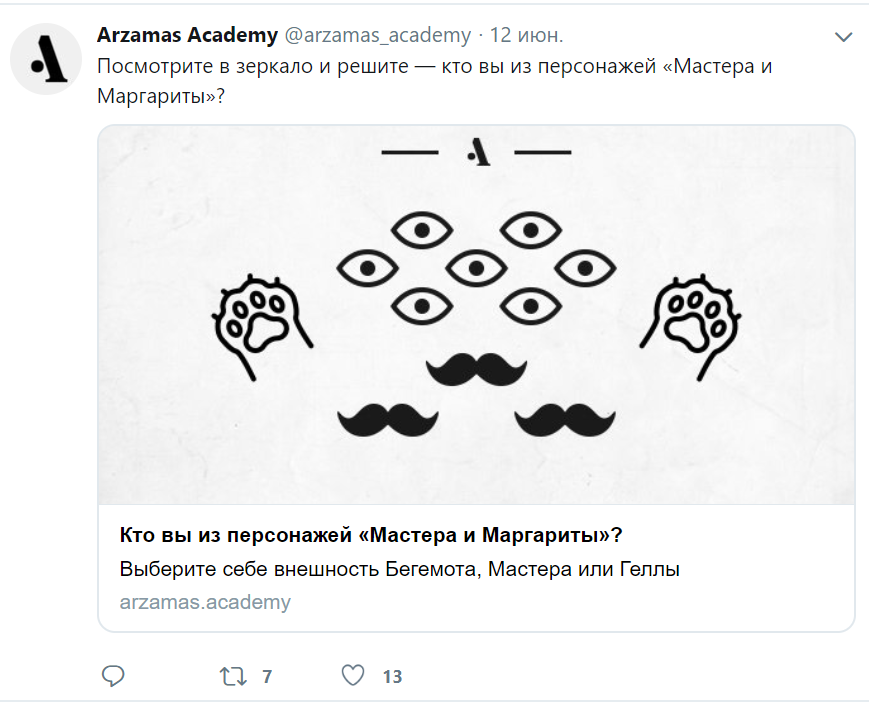 Arzamas Academy @arzamas_academy · 12 июн.
Посмотрите в зеркало и решите — кто вы из персонажей «Мастера и
Маргариты»?
Кто вы из персонажей «Мастера и Маргариты»?
Выберите себе внешность Бегемота, Мастера или Геллы
arzamas.academy
7 13